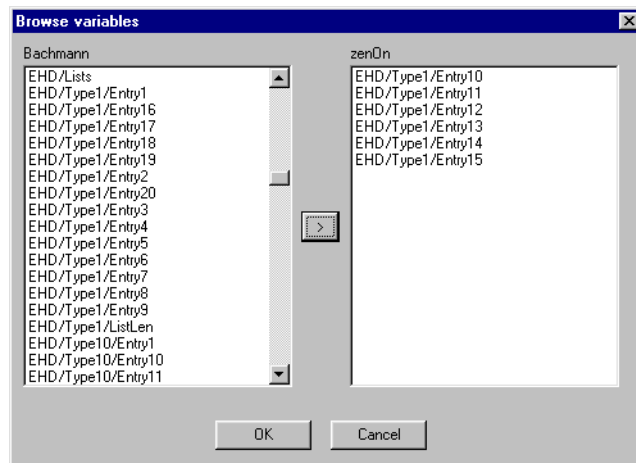 Browse variables
Bachmann
EHD/Lists
EHD/Type1/Entry1
EHD/Type1/Entry16
EHD/Type1/Entry17
EHD/Type1/Entry18
EHD/Type1/Entry19
EHD/Type1/Entry2
EHD/Type1/Entry20
EHD/Type1/Entry3
EHD/Type1/Entry4
EHD/Type1/Entry5
EHD/Type1/Entry6
EHD/Type1/Entry7
EHD/Type1/Entry8
EHD/Type1/Entry9
EHD/Type1/ListLen
EHD/Type10/Entry1
EHD/Type10/Entry10
EHD/Type10/Entry11
>
zenOn
EHD/Type1/Entry10
EHD/Type1/Entry11
EHD/Type1/Entry12
EHD/Type1/Entry13
EHD/Type1/Entry14
EHD/Type1/Entry15
OK
Cancel